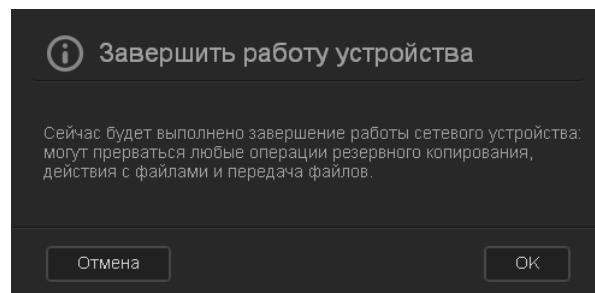 Завершить работу устройства
Сейчас будет выполнено завершение работы сетевого устройства:
могут прерваться любые операции резервного копирования,
действия с файлами и передача файлов.
Отмена
OK